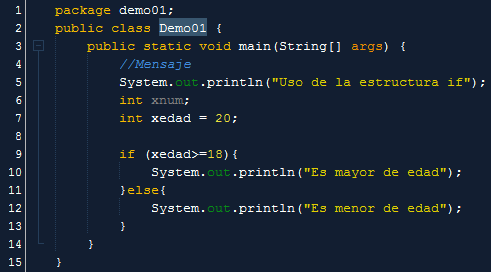 1 package demo01;
2 public class Demo01 {
3 public static void main(String[] args) {
4 //Mensaje
5 System.out.println("Uso de la estructura if");
6 int xnum;
7 int xedad = 20;
8
9 if (xedad>=18){
10 System.out.println("Es mayor de edad");
11 }else{
12 System.out.println("Es menor de edad");
13 }
14 }
15 }